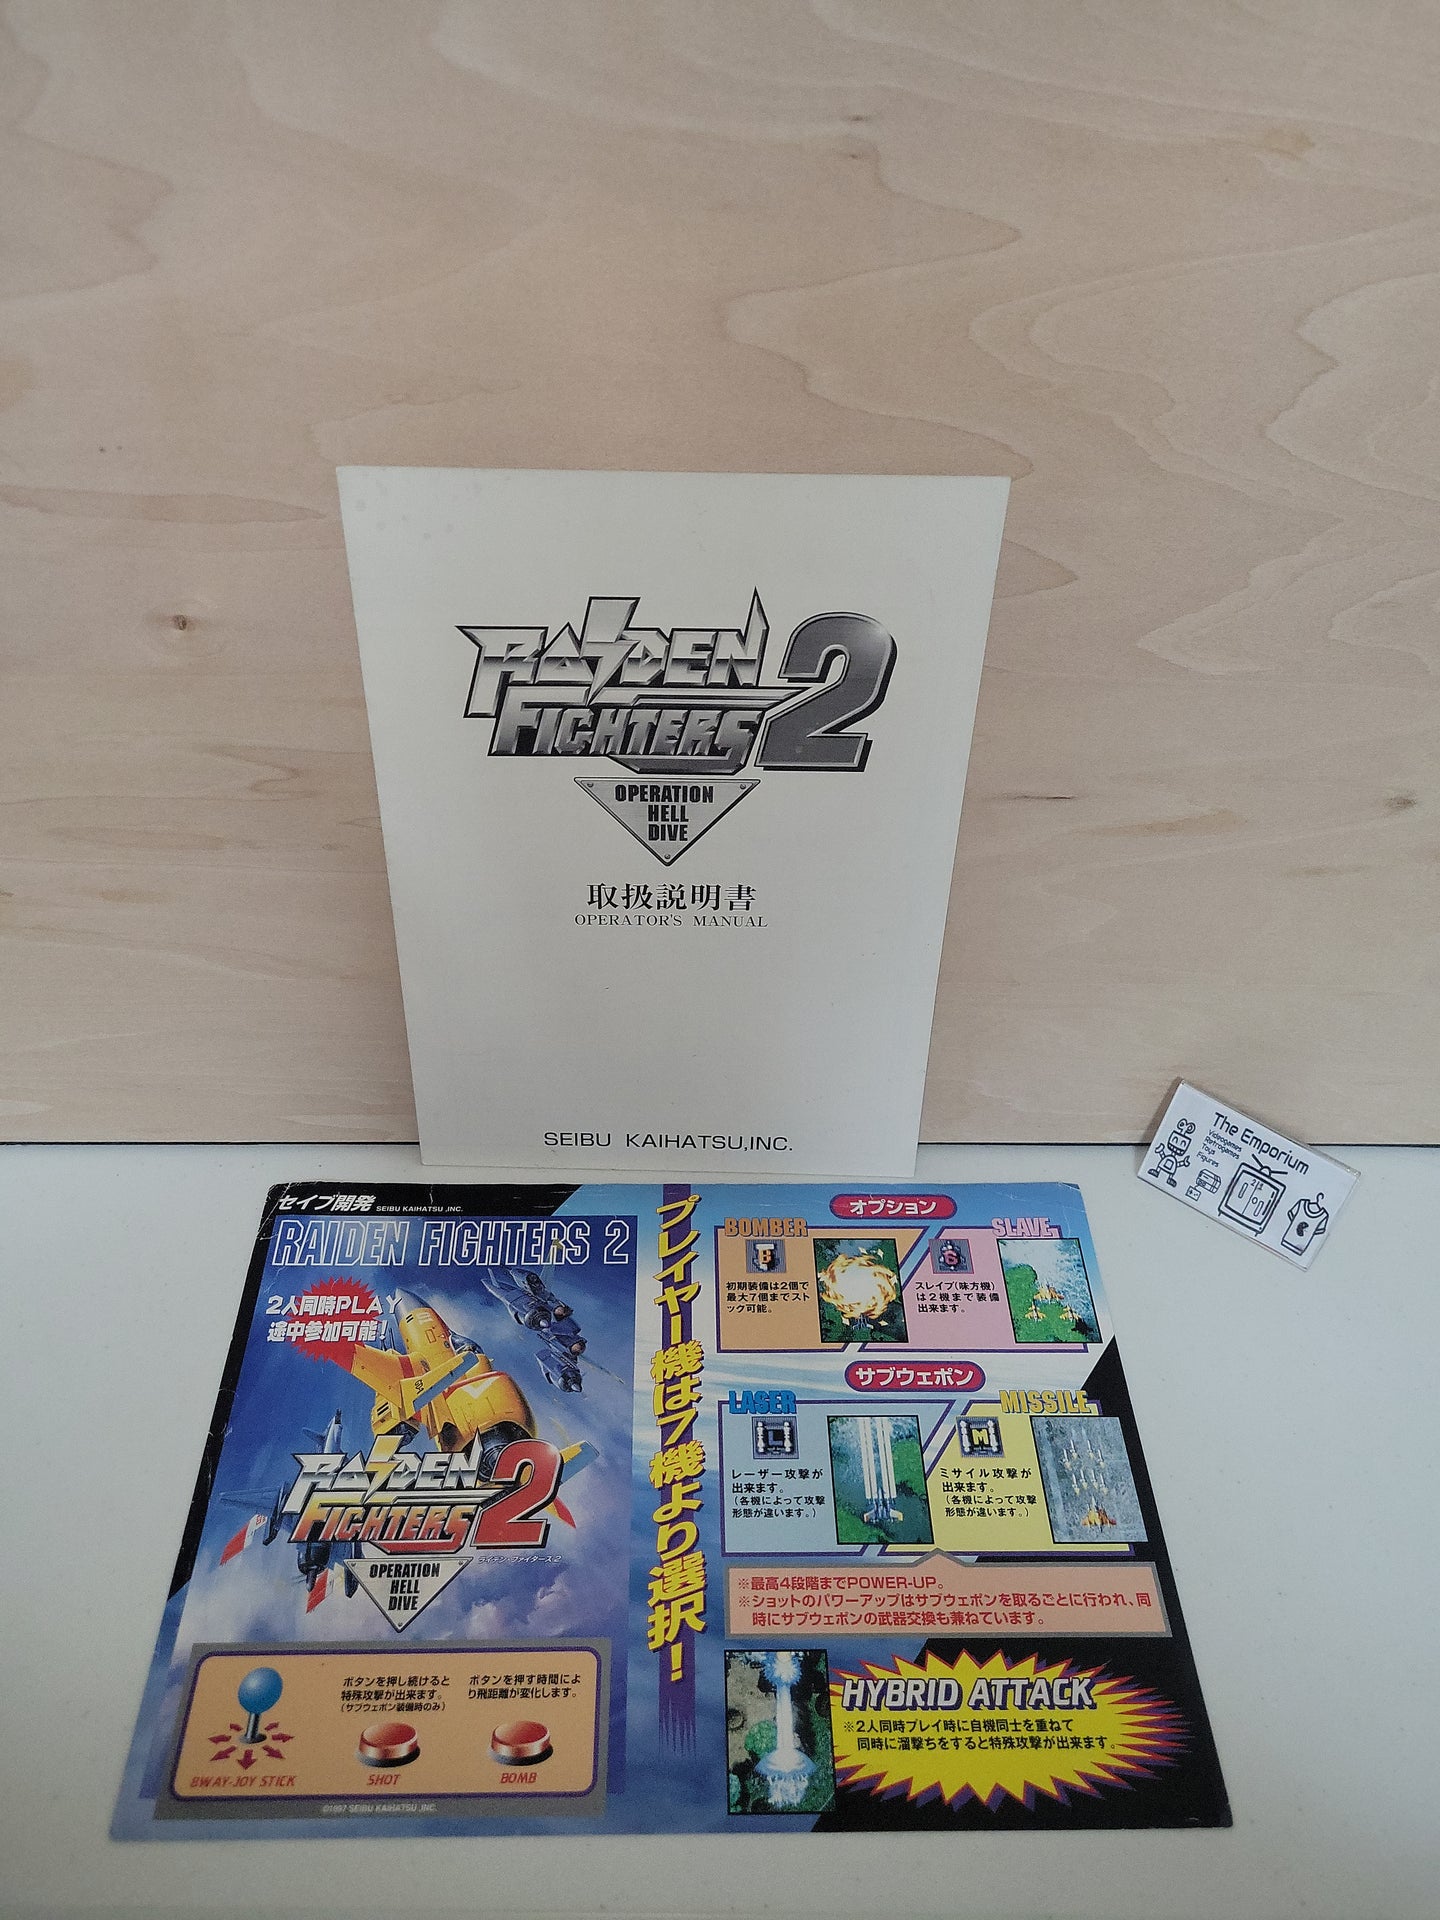 RAIDEN
FIGHTERS 2
OPERATION
HELL
DIVE
取扱説明書
OPERATOR'S MANUAL
SEIBU KAIHATSU,INC.
The Emporium
Videogames
Retrogames
Toys
Figures
セイブ開発 SEIBU KAIHATSU ,INC.
RAIDEN FIGHTERS 2
2人同時PLAY
途中参加可能!
RAIDEN
FIGHTERS 2
ライデン・ファイターズ2
OPERATION
HELL
DIVE
8WAY-JOY STICK
ボタンを押し続けると
特殊攻撃が出来ます。
(サブウェポン装備時のみ)
SHOT
ボタンを押す時間によ
り飛距離が変化します。
BOMB
©1997 SEIBU KAIHATSU ,INC.
プレイヤー機は7機より選択!
オプション
BOMBER
B
初期装備は2個で
最大7個までスト
ック可能。
SLAVE
S
スレイブ(味方機)
は2機まで装備
出来ます。
サブウェポン
LASER
L
レーザー攻撃が
出来ます。
(各機によって攻撃
形態が違います。)
MISSILE
M
ミサイル攻撃が
出来ます。
(各機によって攻撃
形態が違います。)
※最高4段階までPOWER-UP。
※ショットのパワーアップはサブウェポンを取るごとに行われ、同
時にサブウェポンの武器交換も兼ねています。
HYBRID ATTACK
※2人同時プレイ時に自機同士を重ねて
同時に溜撃ちをすると特殊攻撃が出来ます。